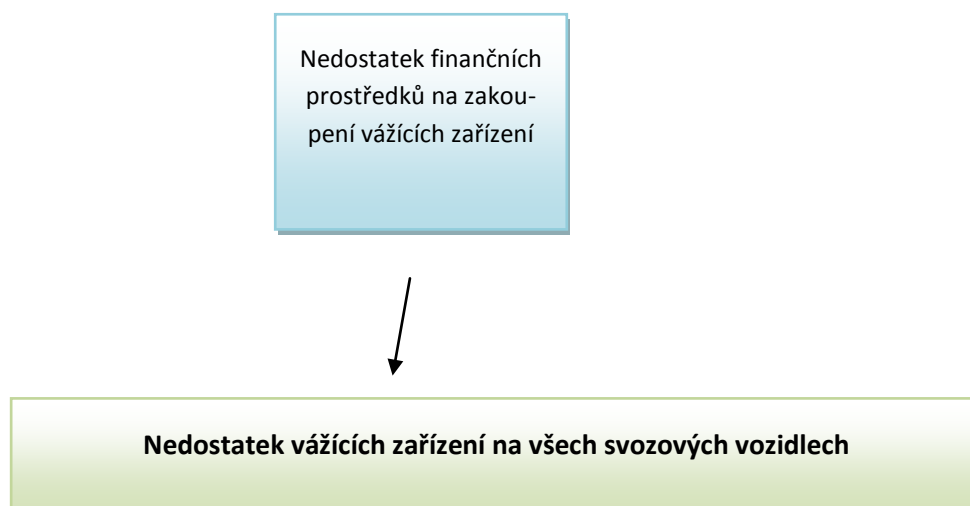 Nedostatek finančních
prostředků na zakou-
pení vážících zařízení
Nedostatek vážících zařízení na všech svozových vozidlech